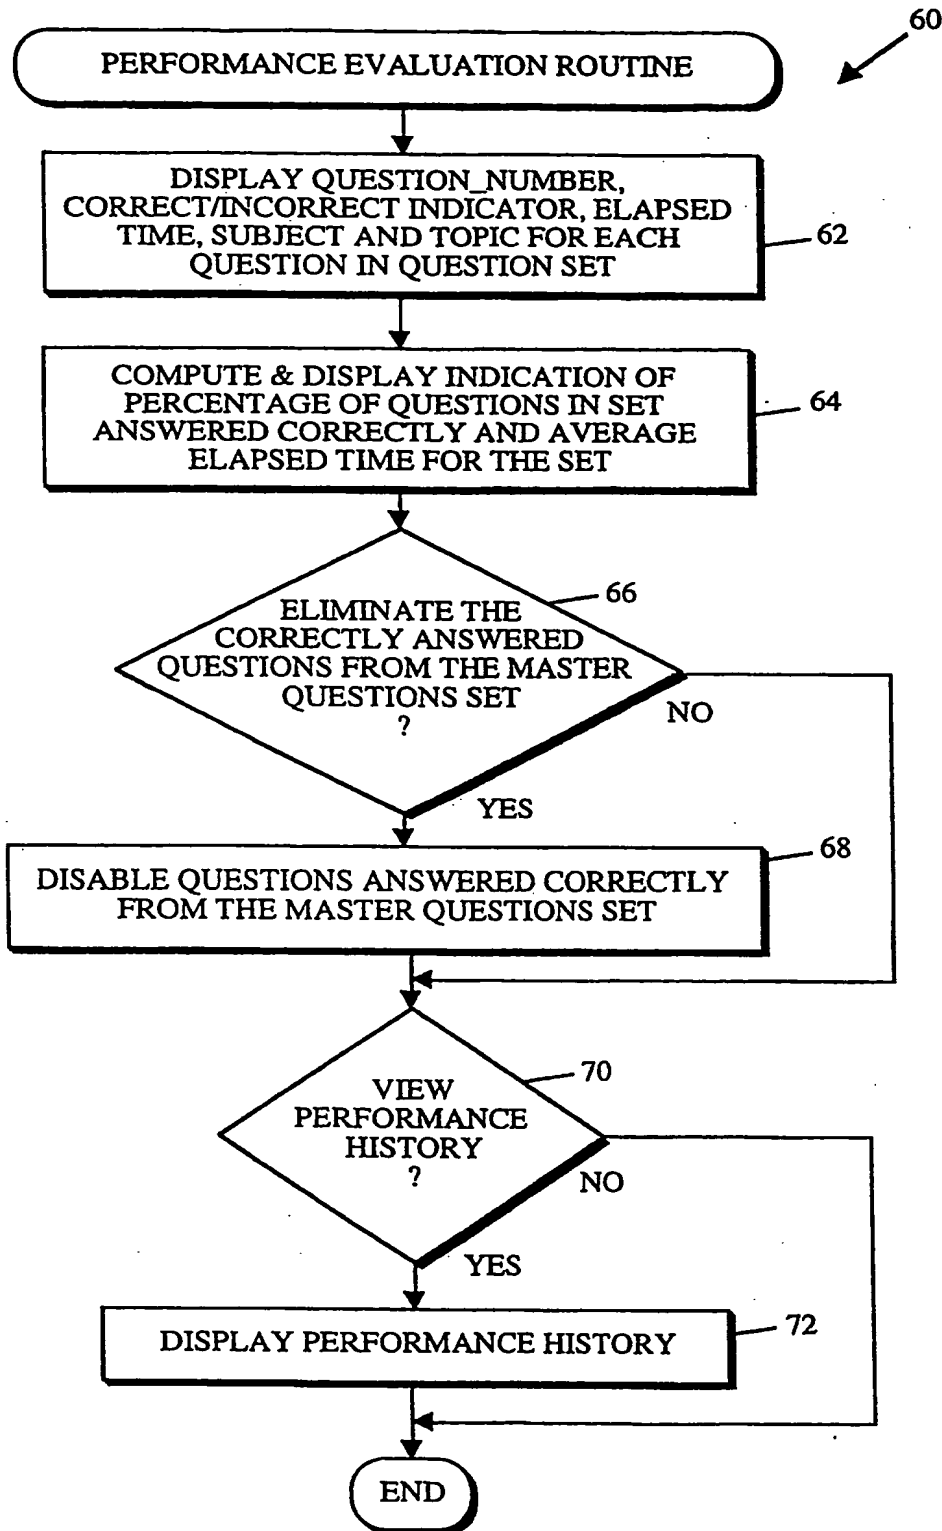 60
PERFORMANCE EVALUATION ROUTINE
DISPLAY QUESTION_NUMBER,
CORRECT/INCORRECT INDICATOR, ELAPSED
TIME, SUBJECT AND TOPIC FOR EACH
QUESTION IN QUESTION SET
62
COMPUTE & DISPLAY INDICATION OF
PERCENTAGE OF QUESTIONS IN SET
ANSWERED CORRECTLY AND AVERAGE
ELAPSED TIME FOR THE SET
64
66
ELIMINATE THE
CORRECTLY ANSWERED
QUESTIONS FROM THE MASTER
QUESTIONS SET
?
NO
YES
68
DISABLE QUESTIONS ANSWERED CORRECTLY
FROM THE MASTER QUESTIONS SET
70
VIEW
PERFORMANCE
HISTORY
?
NO
YES
72
DISPLAY PERFORMANCE HISTORY
END